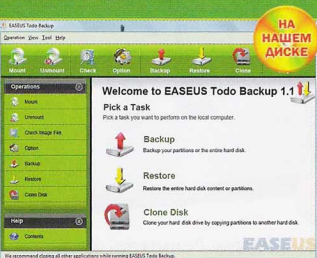 EASEUS Todo Backup
Operation View Tool Help
НА НАШЕМ ДИСКЕ
Mount Unmount Check Option Backup Restore Clone
Operations
Mount
Unmount
Check Image File
Option
Backup
Restore
Clone Disk
Help
Contents
Welcome to EASEUS Todo Backup 1.1
Pick a Task
Pick a task you want to perform on the local computer.
Backup
Backup your partitions or the entire hard disk.
Restore
Restore the entire hard disk content or partitions.
Clone Disk
Clone your hard disk drive by copying partitions to another hard disk.
EASEUS
We recommend closing all other applications while running EASEUS Todo Backup.